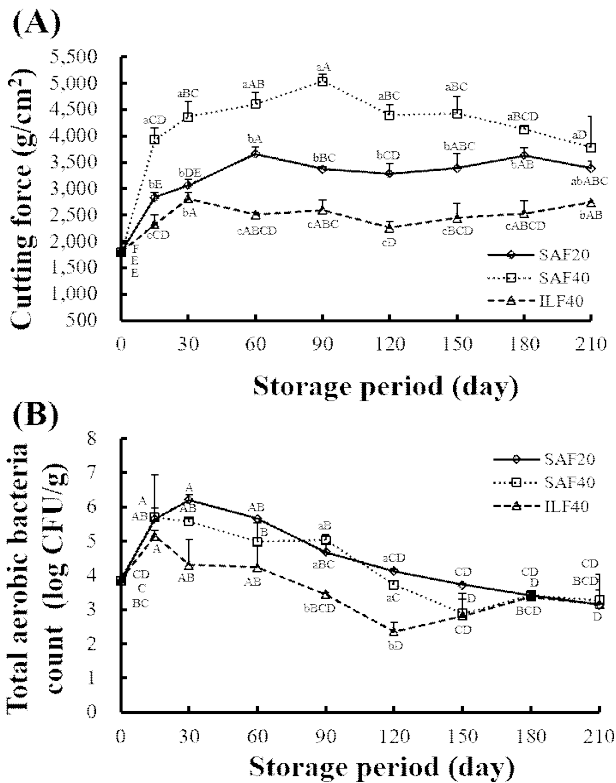 (A)
Cutting force (g/cm²)
5,500
5,000
4,500
4,000
3,500
3,000
2,500
2,000
1,500
1,000
500
aCD
aBC
aAB
aA
aBC
aBC
aBCD
aD
bE
bDE
bA
bBC
bCD
bABC
bAB
abABC
F
E
E
cCD
bA
cABCD
cABC
cD
cBCD
cABCD
bAB
SAF20
SAF40
ILF40
0 30 60 90 120 150 180 210
Storage period (day)
(B)
Total aerobic bacteria
count (log CFU/g)
8
7
6
5
4
3
2
1
0
SAF20
SAF40
ILF40
A
AB
A
A
AB
AB
AB
B
AB
aB
aBC
bBCD
aCD
aC
bD
CD
D
CD
CD
D
BCD
CD
BCD
D
CD
C
BC
0 30 60 90 120 150 180 210
Storage period (day)